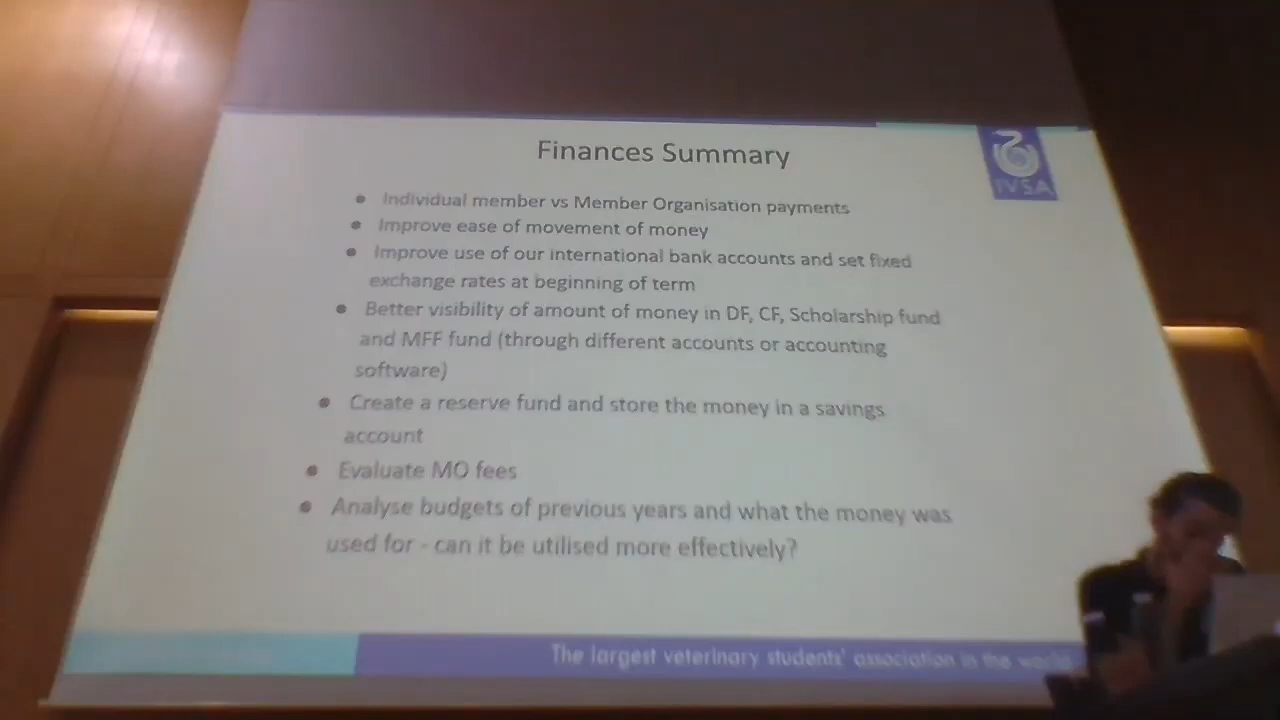 Finances Summary
IVSA
● Individual member vs Member Organisation payments
● Improve ease of movement of money
● Improve use of our international bank accounts and set fixed
exchange rates at beginning of term
● Better visibility of amount of money in DF, CF, Scholarship fund
and MFF fund (through different accounts or accounting
software)
● Create a reserve fund and store the money in a savings
account
● Evaluate MO fees
● Analyse budgets of previous years and what the money was
used for - can it be utilised more effectively?
The largest veterinary students' association in the world